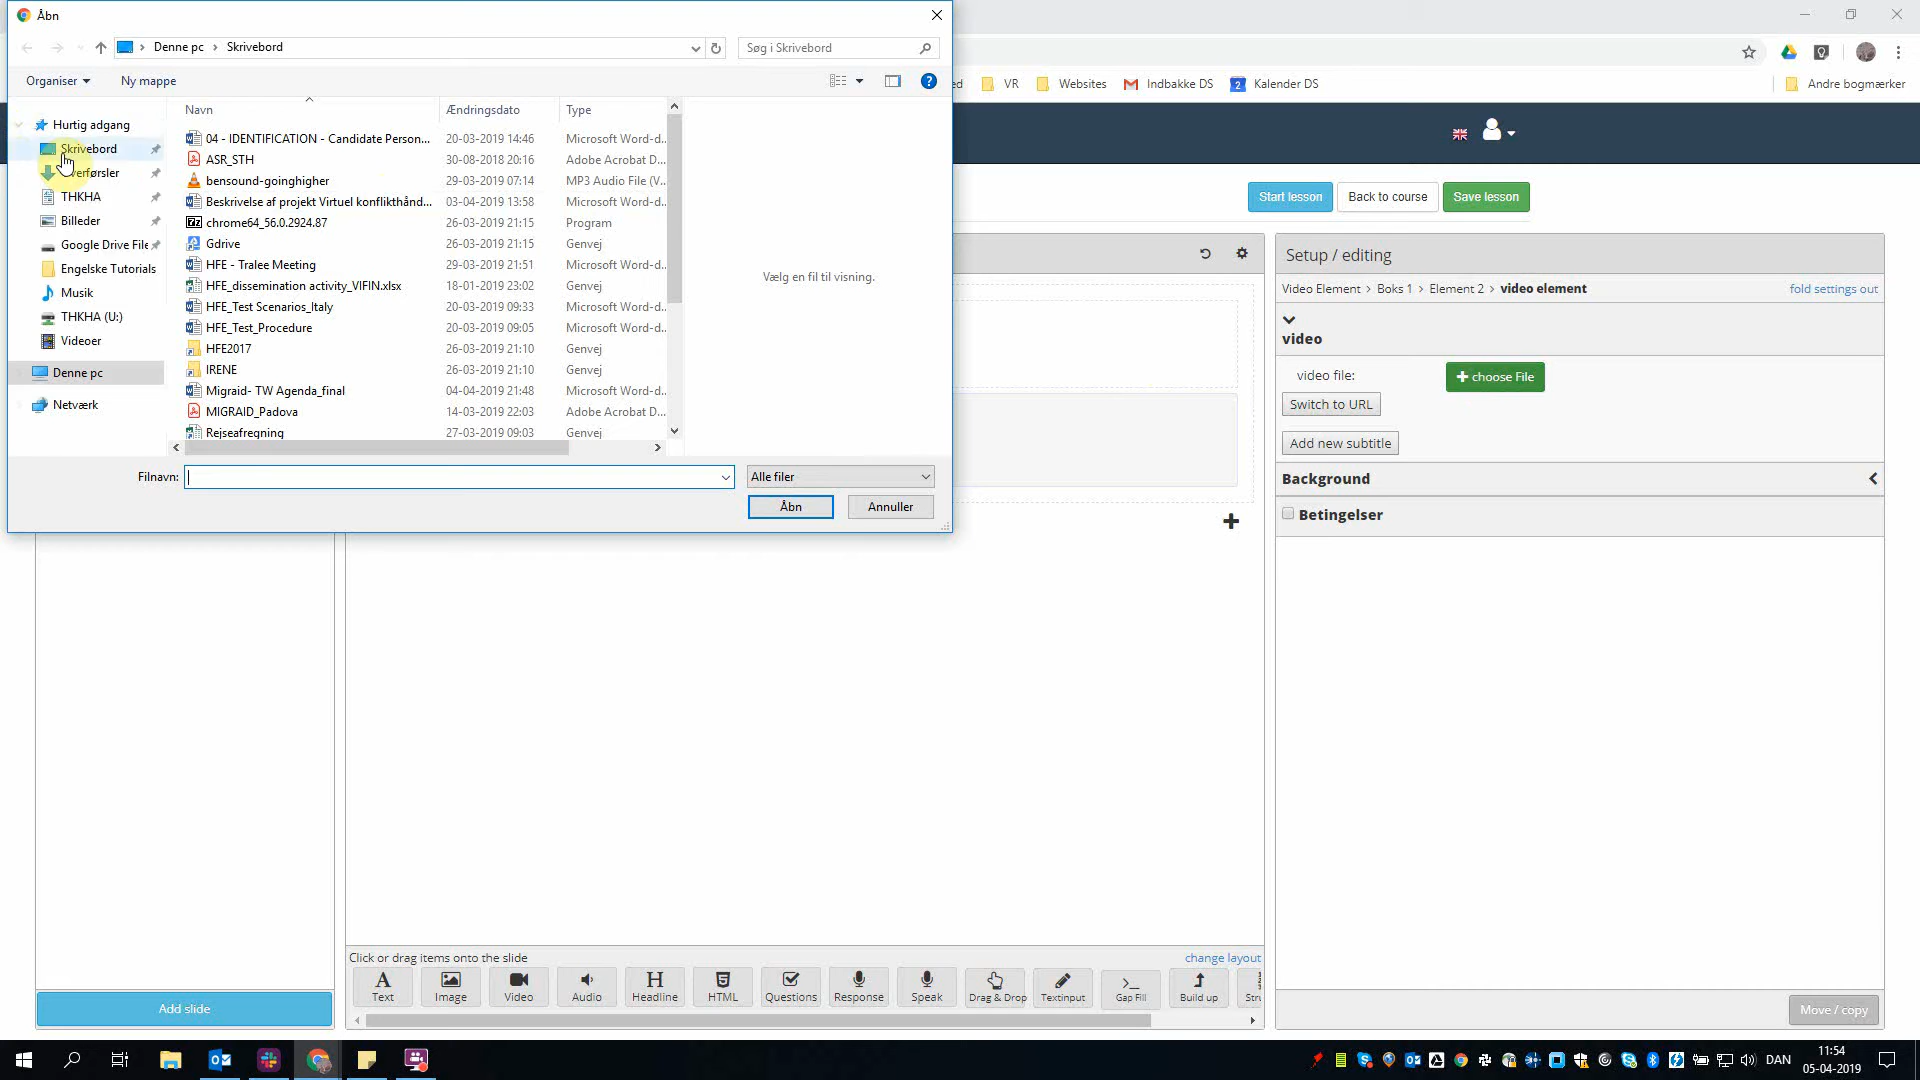 Åbn
Denne pc > Skrivebord
Søg i Skrivebord
Organiser
Ny mappe
Navn
Ændringsdato
Type
Hurtig adgang
Skrivebord
erførsler
THKHA
Billeder
Google Drive File
Engelske Tutorials
Musik
THKHA (U:)
Videoer
Denne pc
Netværk
04 - IDENTIFICATION - Candidate Person... 20-03-2019 14:46 Microsoft Word-d...
ASR_STH 30-08-2018 20:16 Adobe Acrobat D...
bensound-goinghigher 29-03-2019 07:14 MP3 Audio File (V...
Beskrivelse af projekt Virtuel konflikthånd... 03-04-2019 13:58 Microsoft Word-d...
chrome64_56.0.2924.87 26-03-2019 21:15 Program
Gdrive 26-03-2019 21:15 Genvej
HFE - Tralee Meeting 29-03-2019 21:51 Microsoft Word-d...
HFE_dissemination activity_VIFIN.xlsx 18-01-2019 23:02 Genvej
HFE_Test Scenarios_Italy 20-03-2019 09:33 Microsoft Word-d...
HFE_Test_Procedure 20-03-2019 09:05 Microsoft Word-d...
HFE2017 26-03-2019 21:10 Genvej
IRENE 26-03-2019 21:10 Genvej
Migraid- TW Agenda_final 04-04-2019 21:48 Microsoft Word-d...
MIGRAID_Padova 14-03-2019 22:03 Adobe Acrobat D...
Rejseafregning 27-03-2019 09:03 Genvej
Vælg en fil til visning.
Filnavn:
Alle filer
Åbn
Annuller
ed
VR
Websites
Indbakke DS
2 Kalender DS
Andre bogmærker
Start lesson
Back to course
Save lesson
Setup / editing
Video Element > Boks 1 > Element 2 > video element
fold settings out
video
video file:
choose File
Switch to URL
Add new subtitle
Background
Betingelser
Add slide
Click or drag items onto the slide
change layout
Text
Image
Video
Audio
Headline
HTML
Questions
Response
Speak
Drag & Drop
Textinput
Gap Fill
Build up
Stru
Move / copy
DAN
11:54
05-04-2019